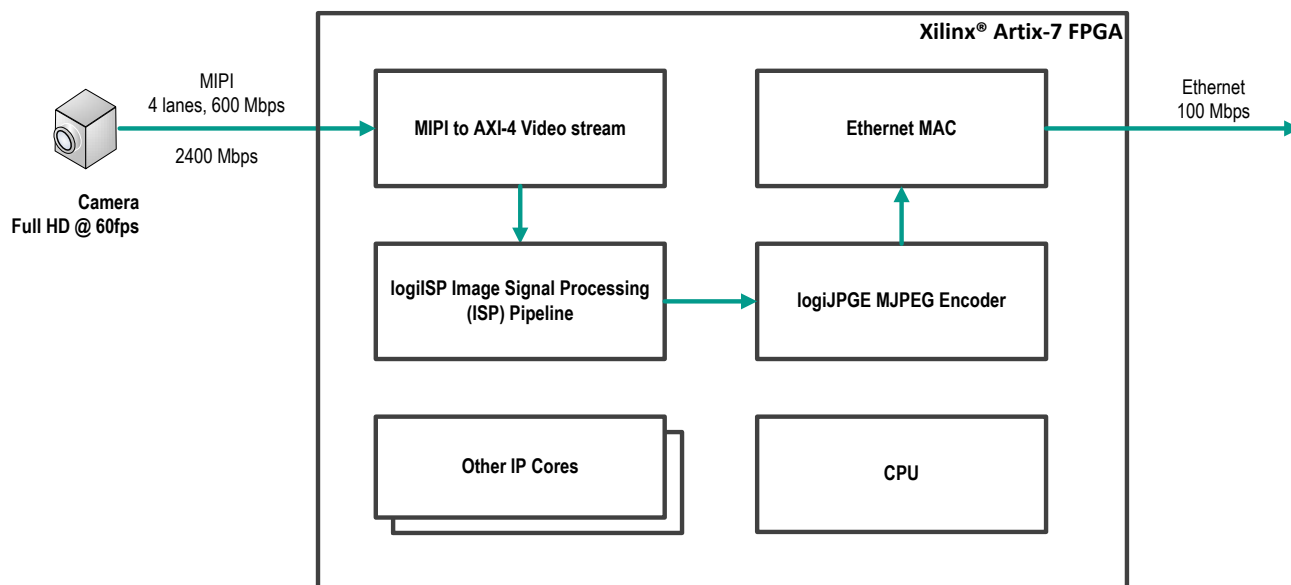 Xilinx® Artix-7 FPGA
MIPI
4 lanes, 600 Mbps
2400 Mbps
Camera
Full HD @ 60fps
MIPI to AXI-4 Video stream
Ethernet MAC
Ethernet
100 Mbps
logiISP Image Signal Processing
(ISP) Pipeline
logiJPGE MJPEG Encoder
Other IP Cores
CPU